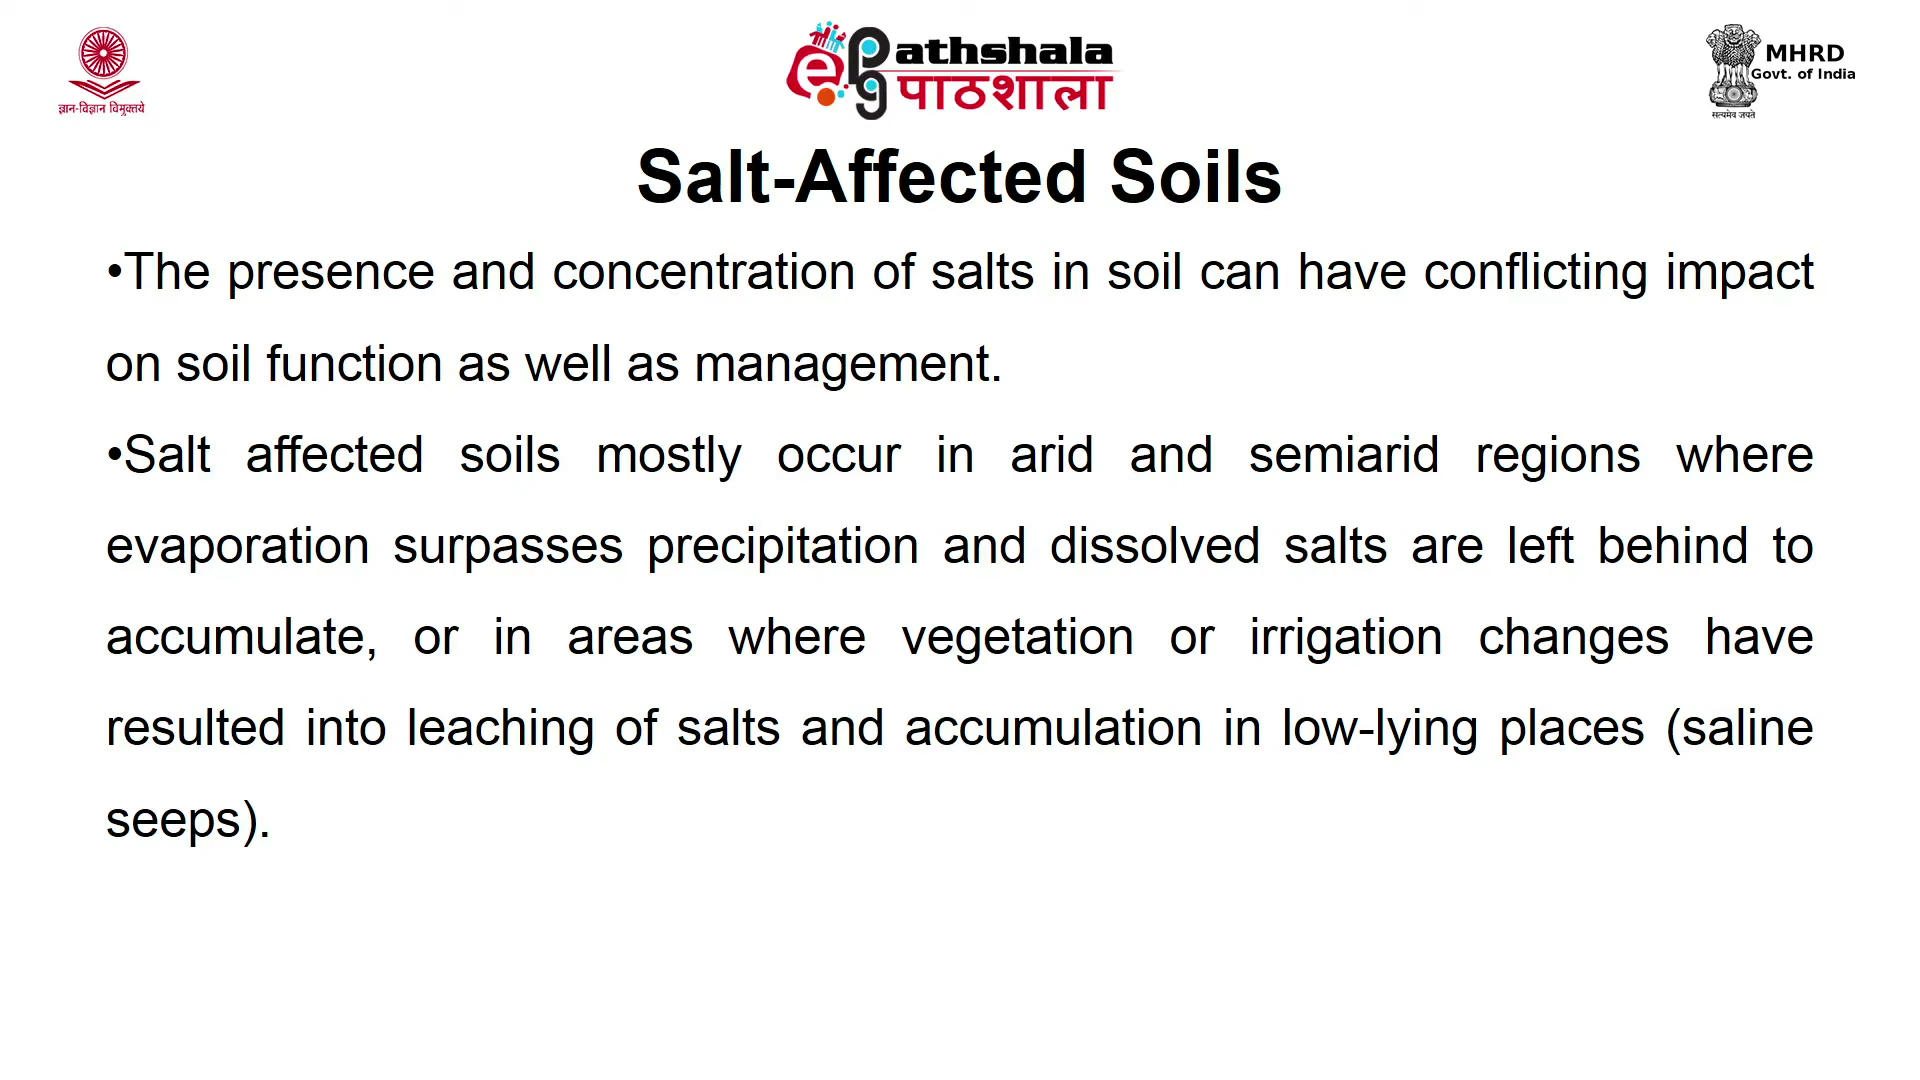 ज्ञान-विज्ञान विमुक्तये
ePathshala
पाठशाला
MHRD
Govt. of India
सत्यमेव जयते
Salt-Affected Soils
•The presence and concentration of salts in soil can have conflicting impact
on soil function as well as management.
•Salt affected soils mostly occur in arid and semiarid regions where
evaporation surpasses precipitation and dissolved salts are left behind to
accumulate, or in areas where vegetation or irrigation changes have
resulted into leaching of salts and accumulation in low-lying places (saline
seeps).